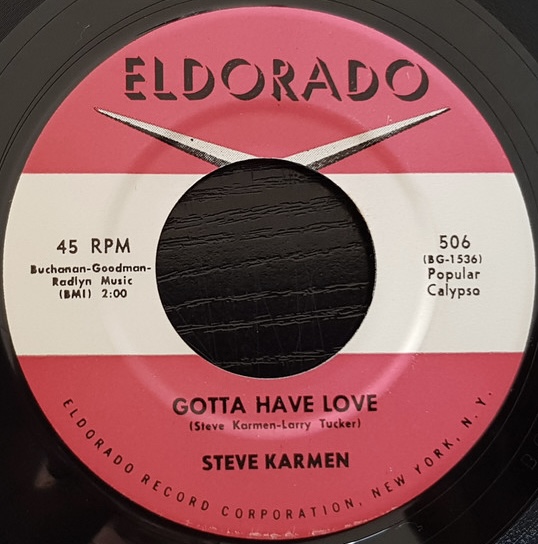 ELDORADO
45 RPM
Buchanan-Goodman-
Radlyn Music
(BMI) 2:00
506
(BG-1536)
Popular
Calypso
GOTTA HAVE LOVE
(Steve Karmen-Larry Tucker)
STEVE KARMEN
ELDORADO RECORD CORPORATION, NEW YORK, N. Y.